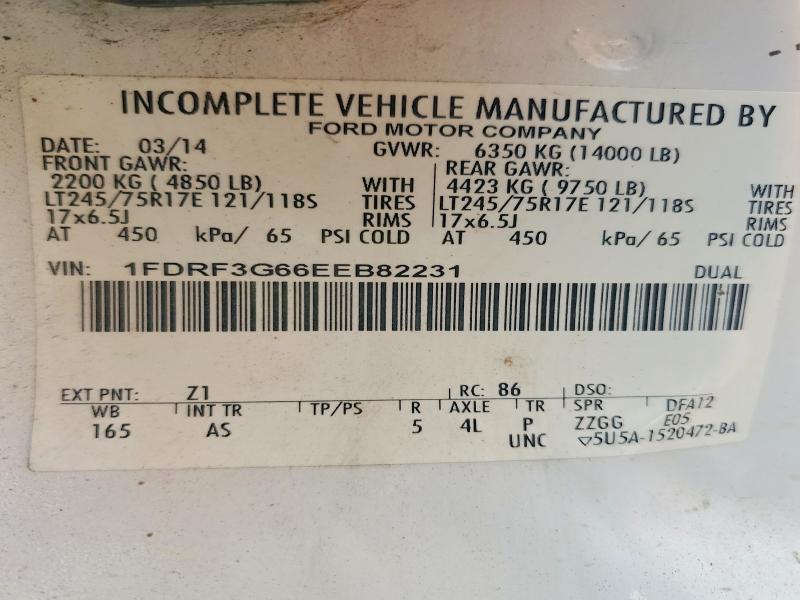 INCOMPLETE VEHICLE MANUFACTURED BY
FORD MOTOR COMPANY
DATE: 03/14 GVWR: 6350 KG (14000 LB)
FRONT GAWR: REAR GAWR:
2200 KG ( 4850 LB) WITH 4423 KG ( 9750 LB) WITH
LT245/75R17E 121/118S TIRES LT245/75R17E 121/118S TIRES
17x6.5J RIMS 17x6.5J RIMS
AT 450 kPa/ 65 PSI COLD AT 450 kPa/ 65 PSI COLD
VIN: 1FDRF3G66EEB82231 DUAL
EXT PNT: Z1 RC: 86 DSO:
WB INT TR TP/PS R AXLE TR SPR DFA12
165 AS 5 4L P ZZGG E05
UNC ▽5U5A-1520472-BA